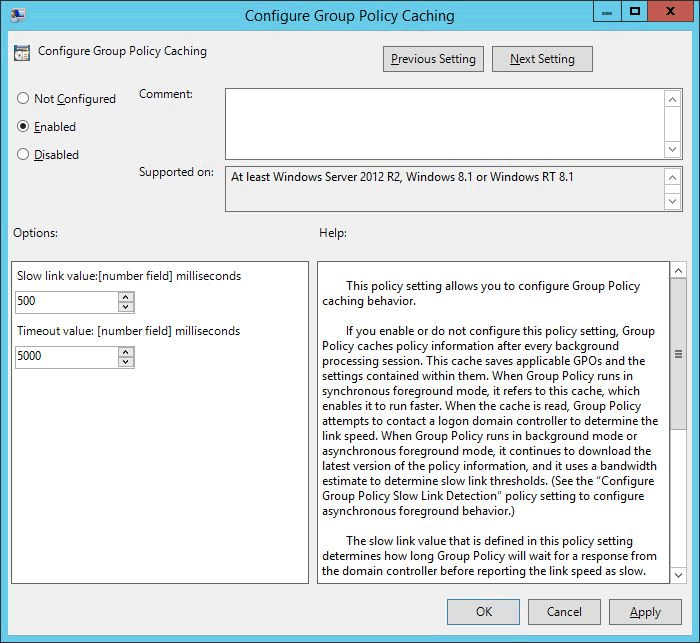 Configure Group Policy Caching
Configure Group Policy Caching
Previous Setting
Next Setting
Not Configured
Enabled
Disabled
Comment:
Supported on:
At least Windows Server 2012 R2, Windows 8.1 or Windows RT 8.1
Options:
Help:
Slow link value:[number field] milliseconds
500
Timeout value: [number field] milliseconds
5000
This policy setting allows you to configure Group Policy
caching behavior.
If you enable or do not configure this policy setting, Group
Policy caches policy information after every background
processing session. This cache saves applicable GPOs and the
settings contained within them. When Group Policy runs in
synchronous foreground mode, it refers to this cache, which
enables it to run faster. When the cache is read, Group Policy
attempts to contact a logon domain controller to determine the
link speed. When Group Policy runs in background mode or
asynchronous foreground mode, it continues to download the
latest version of the policy information, and it uses a bandwidth
estimate to determine slow link thresholds. (See the “Configure
Group Policy Slow Link Detection” policy setting to configure
asynchronous foreground behavior.)
The slow link value that is defined in this policy setting
determines how long Group Policy will wait for a response from
the domain controller before reporting the link speed as slow.
OK
Cancel
Apply